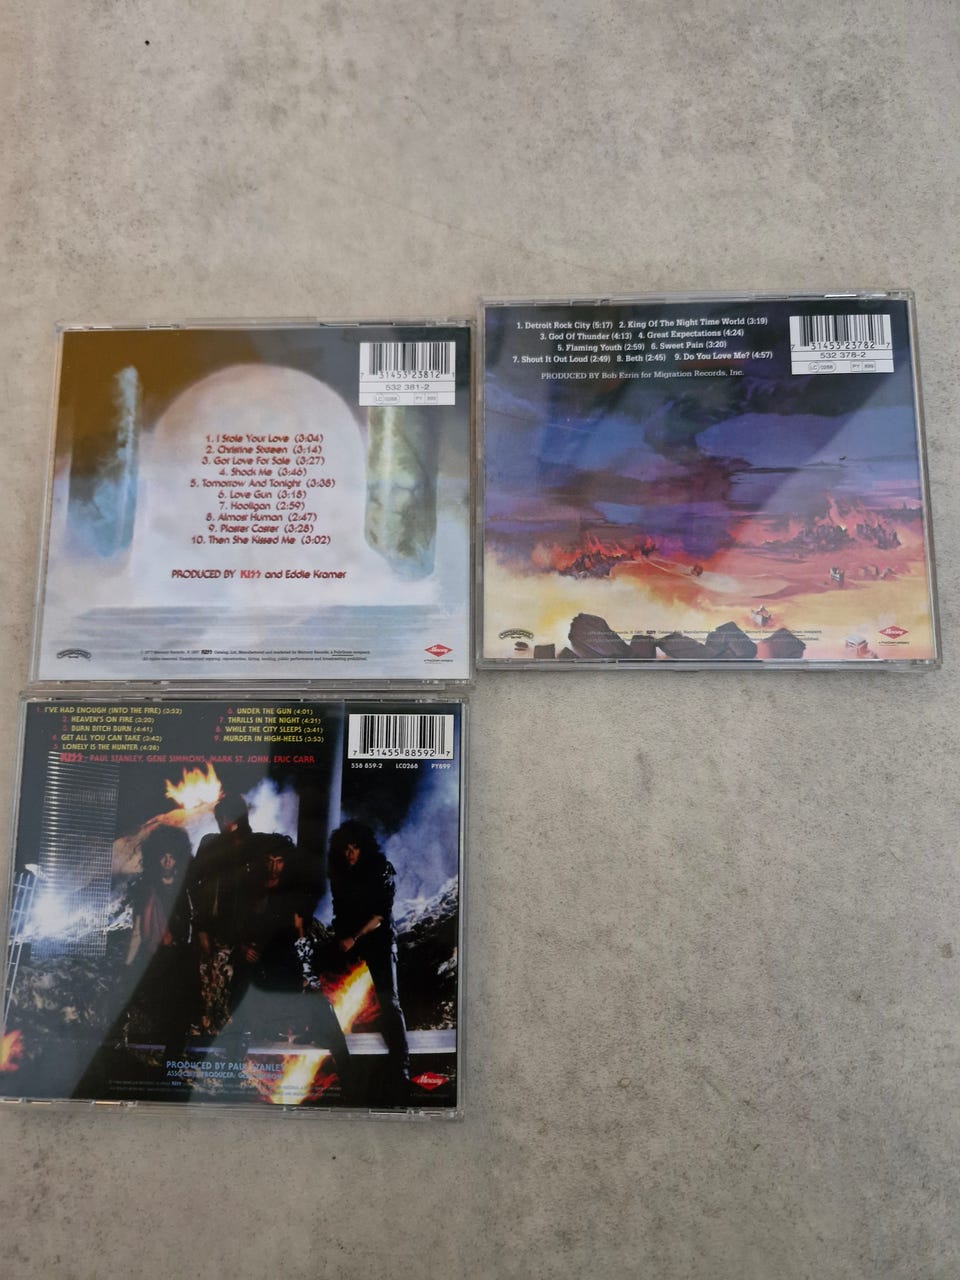 7 31453 23812 1
532 381-2
LC 0268 PY 899
1. I Stole Your Love (3:04)
2. Christine Sixteen (3:14)
3. Got Love For Sale (3:27)
4. Shock Me (3:46)
5. Tomorrow And Tonight (3:38)
6. Love Gun (3:18)
7. Hooligan (2:59)
8. Almost Human (2:47)
9. Plaster Caster (3:28)
10. Then She Kissed Me (3:02)
PRODUCED BY KISS and Eddie Kramer
Mercury
1. Detroit Rock City (5:17) 2. King Of The Night Time World (3:19)
3. God Of Thunder (4:13) 4. Great Expectations (4:24)
5. Flaming Youth (2:59) 6. Sweet Pain (3:20)
7. Shout It Out Loud (2:49) 8. Beth (2:45) 9. Do You Love Me? (4:57)
PRODUCED BY Bob Ezrin for Migration Records, Inc.
7 31453 23782 7
532 378-2
LC 0268 PY 899
Mercury
1. I'VE HAD ENOUGH (INTO THE FIRE) (3:52)
2. HEAVEN'S ON FIRE (3:20)
3. BURN BITCH BURN (4:41)
4. GET ALL YOU CAN TAKE (3:43)
5. LONELY IS THE HUNTER (4:28)
6. UNDER THE GUN (4:01)
7. THRILLS IN THE NIGHT (4:21)
8. WHILE THE CITY SLEEPS (3:41)
9. MURDER IN HIGH-HEELS (3:53)
KISS - PAUL STANLEY, GENE SIMMONS, MARK ST. JOHN, ERIC CARR
7 31455 88592 7
558 859-2 LC0268 PY899
PRODUCED BY PAUL STANLEY
ASSOCIATE PRODUCER:
Mercury